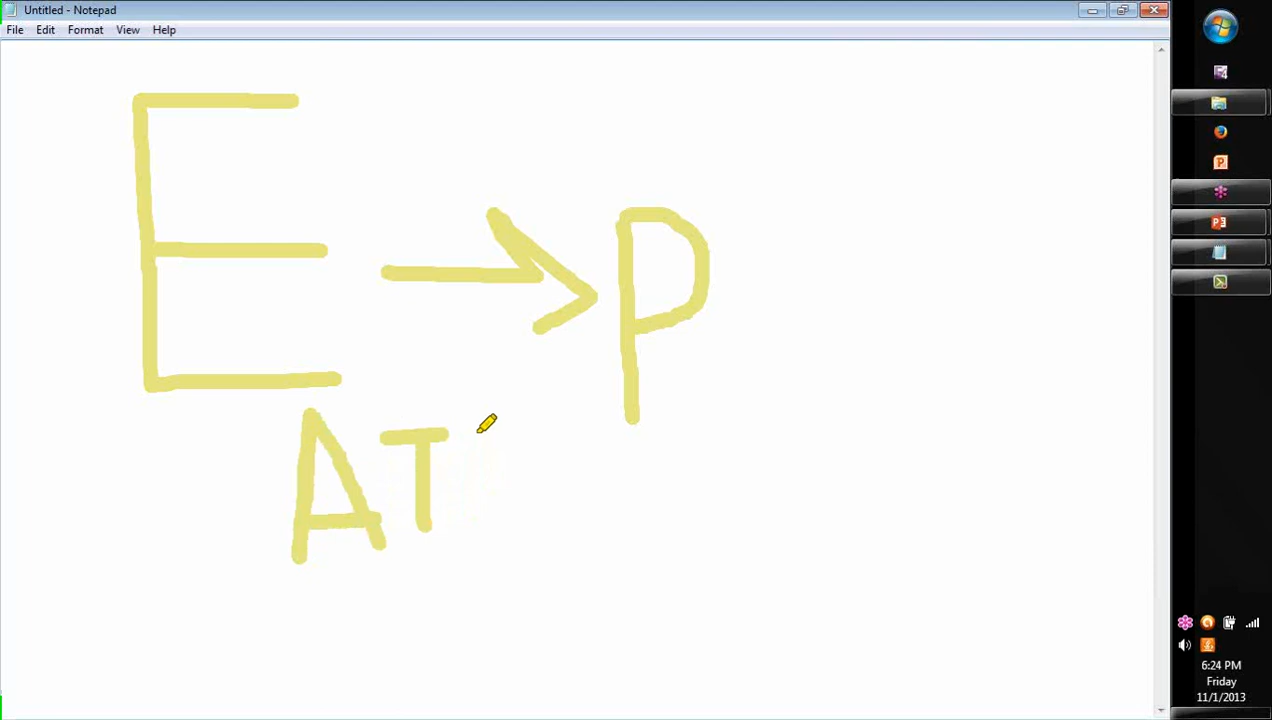 Untitled - Notepad
File Edit Format View Help
E → P
AT
6:24 PM
Friday
11/1/2013